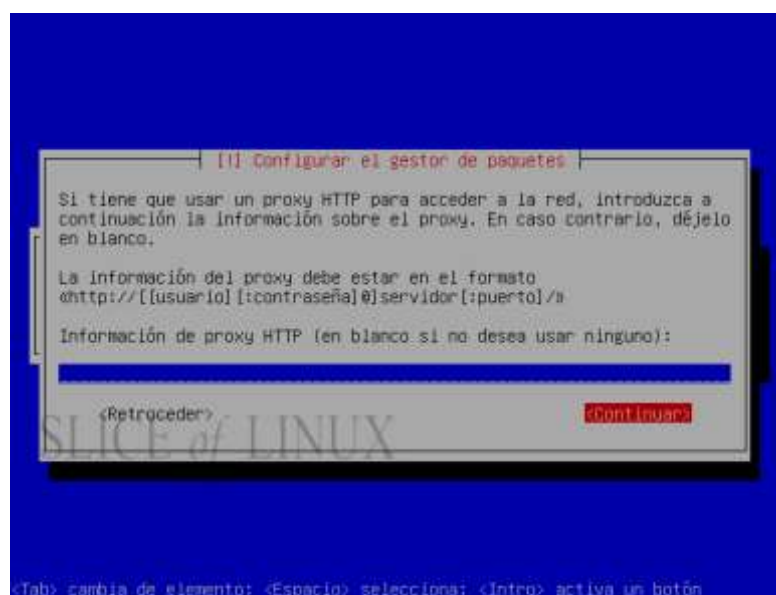 [!] Configurar el gestor de paquetes
Si tiene que usar un proxy HTTP para acceder a la red, introduzca a
continuación la información sobre el proxy. En caso contrario, déjelo
en blanco.
La información del proxy debe estar en el formato
«http://[[usuario][:contraseña]@]servidor[:puerto]/»
Información de proxy HTTP (en blanco si no desea usar ninguno):
<Retroceder> <Continuar>
SLICE of LINUX
<Tab> cambia de elemento; <Espacio> selecciona; <Intro> activa un botón